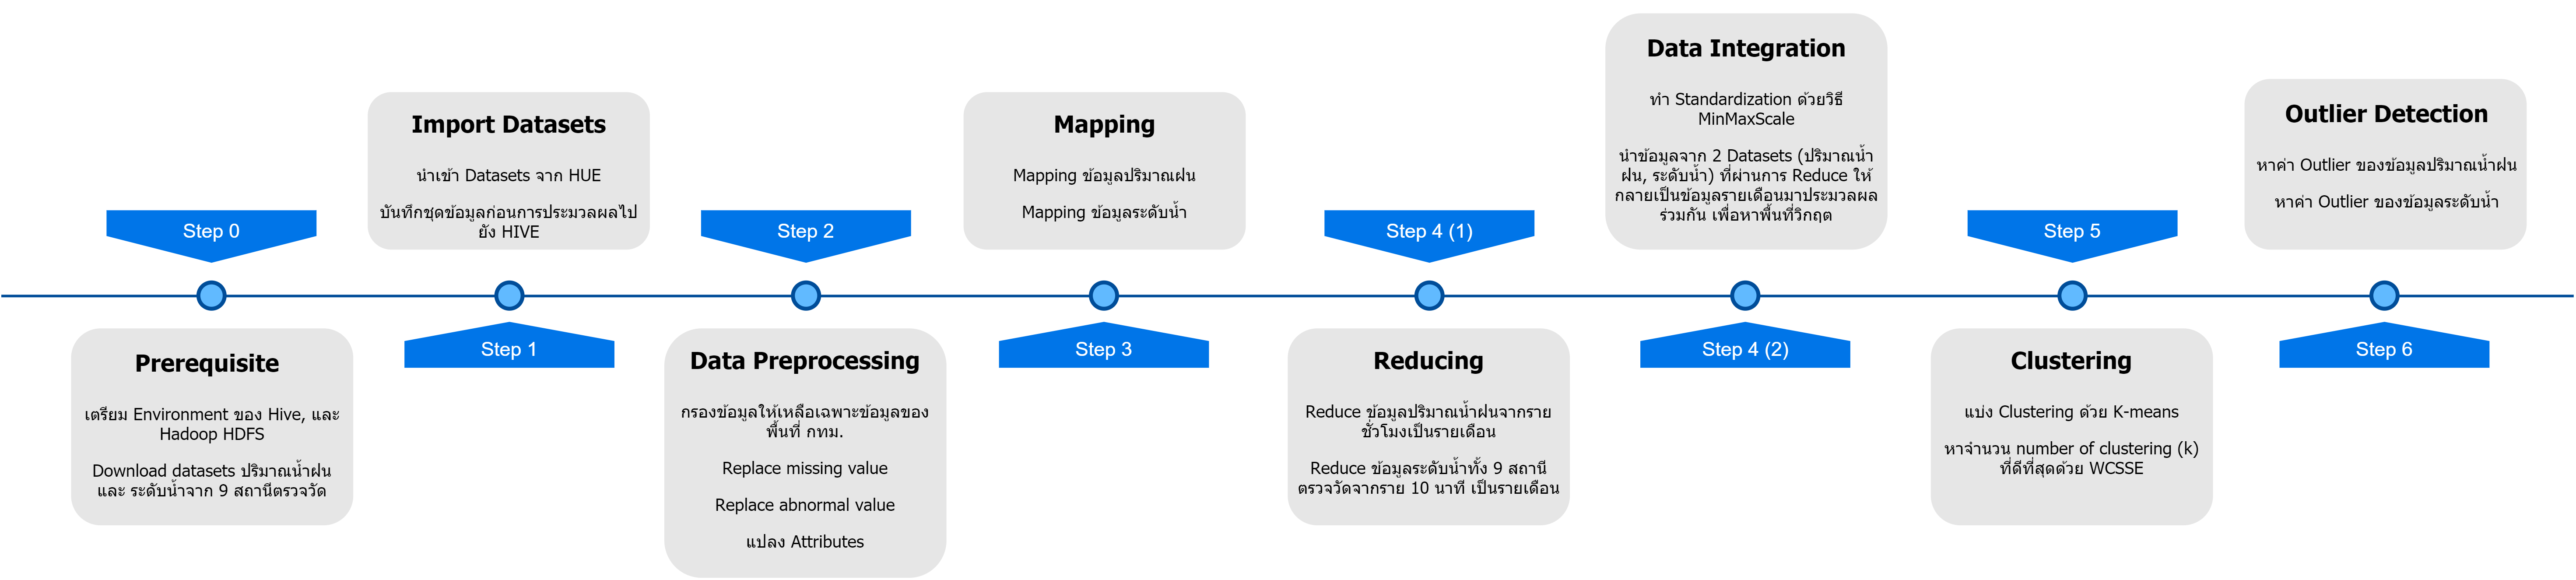 Step 0
Prerequisite
เตรียม Environment ของ Hive, และ
Hadoop HDFS
Download datasets ปริมาณน้ำฝน
และ ระดับน้ำจาก 9 สถานีตรวจวัด
Import Datasets
นำเข้า Datasets จาก HUE
บันทึกชุดข้อมูลก่อนการประมวลผลไป
ยัง HIVE
Step 1
Step 2
Data Preprocessing
กรองข้อมูลให้เหลือเฉพาะข้อมูลของ
พื้นที่ กทม.
Replace missing value
Replace abnormal value
แปลง Attributes
Mapping
Mapping ข้อมูลปริมาณฝน
Mapping ข้อมูลระดับน้ำ
Step 3
Step 4 (1)
Reducing
Reduce ข้อมูลปริมาณน้ำฝนจากราย
ชั่วโมงเป็นรายเดือน
Reduce ข้อมูลระดับน้ำทั้ง 9 สถานี
ตรวจวัดจากราย 10 นาที เป็นรายเดือน
Data Integration
ทำ Standardization ด้วยวิธี
MinMaxScale
นำข้อมูลจาก 2 Datasets (ปริมาณน้ำ
ฝน, ระดับน้ำ) ที่ผ่านการ Reduce ให้
กลายเป็นข้อมูลรายเดือนมาประมวลผล
ร่วมกัน เพื่อหาพื้นที่วิกฤต
Step 4 (2)
Step 5
Clustering
แบ่ง Clustering ด้วย K-means
หาจำนวน number of clustering (k)
ที่ดีที่สุดด้วย WCSSE
Outlier Detection
หาค่า Outlier ของข้อมูลปริมาณน้ำฝน
หาค่า Outlier ของข้อมูลระดับน้ำ
Step 6